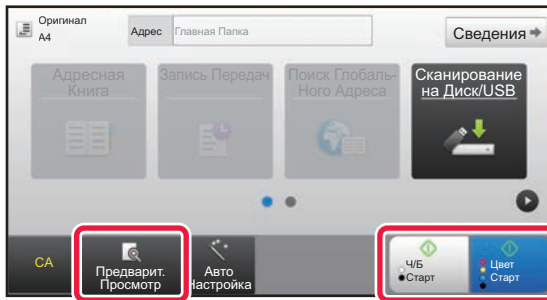 Оригинал
A4
Адрес
Главная Папка
Сведения
Адресная
Книга
Запись Передач
Поиск Глобаль-
Ного Адреса
Сканирование
на Диск/USB
CA
Предварит.
Просмотр
Авто
Настройка
Ч/Б
Старт
Цвет
Старт